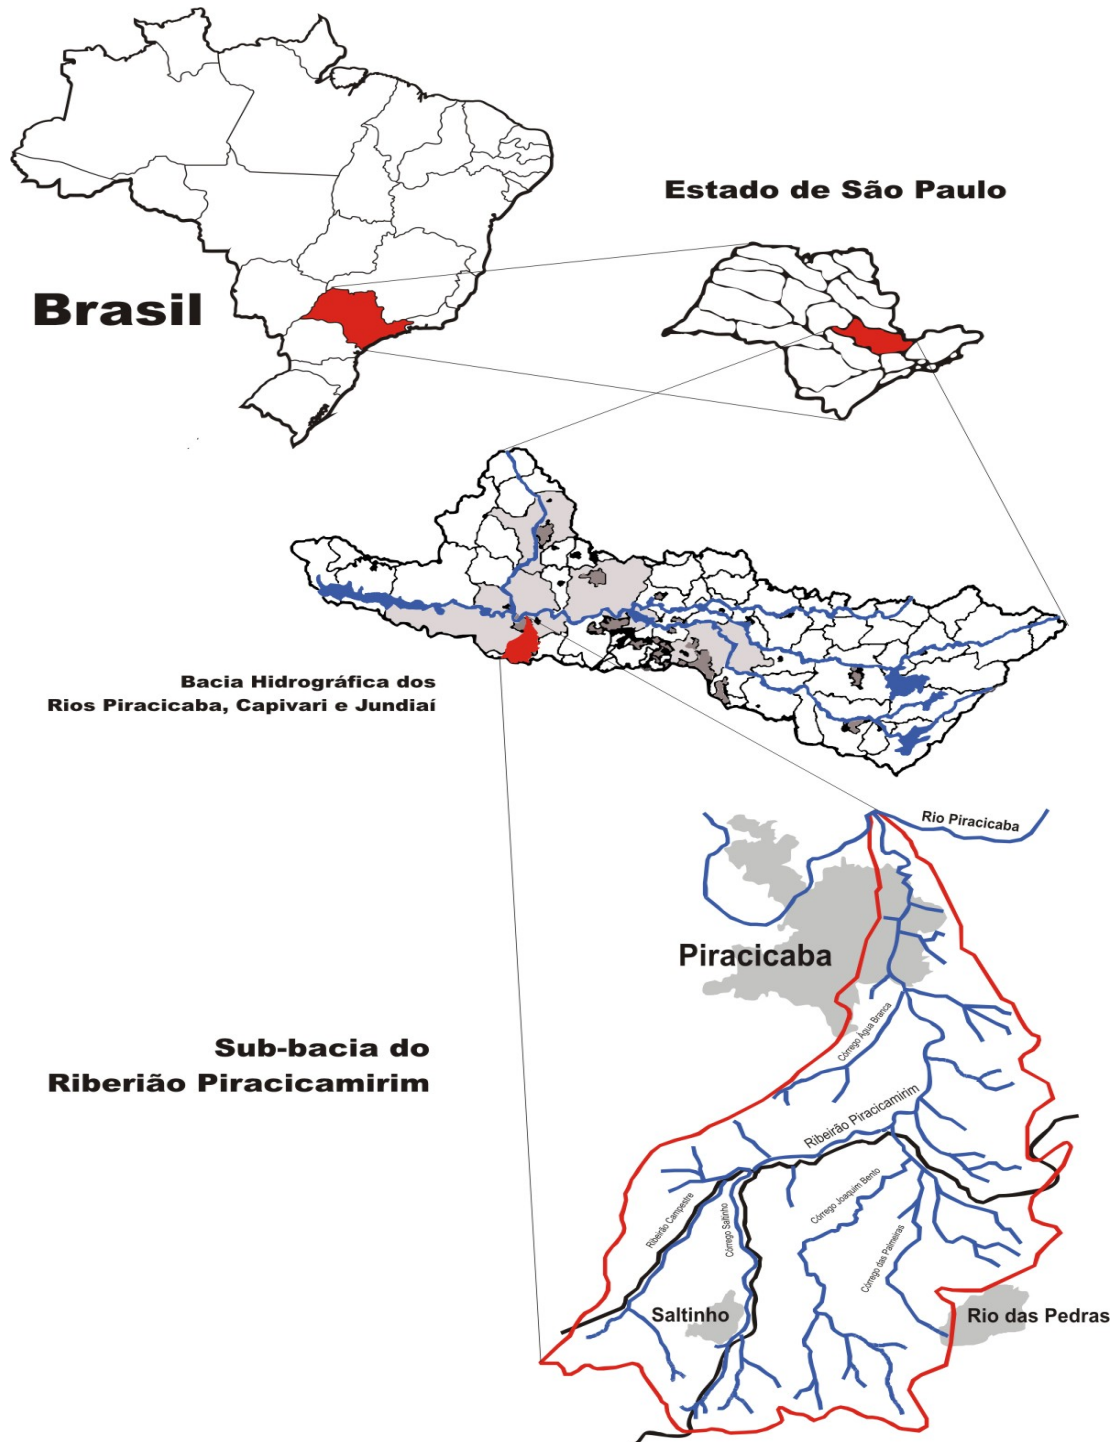 Estado de São Paulo
Brasil
Bacia Hidrográfica dos
Rios Piracicaba, Capivari e Jundiaí
Rio Piracicaba
Piracicaba
Córrego Água Branca
Sub-bacia do
Riberião Piracicamirim
Ribeirão Piracicamirim
Córrego Joaquim Bento
Ribeirão Campestre
Córrego Saltinho
Córrego das Palmeiras
Saltinho
Rio das Pedras